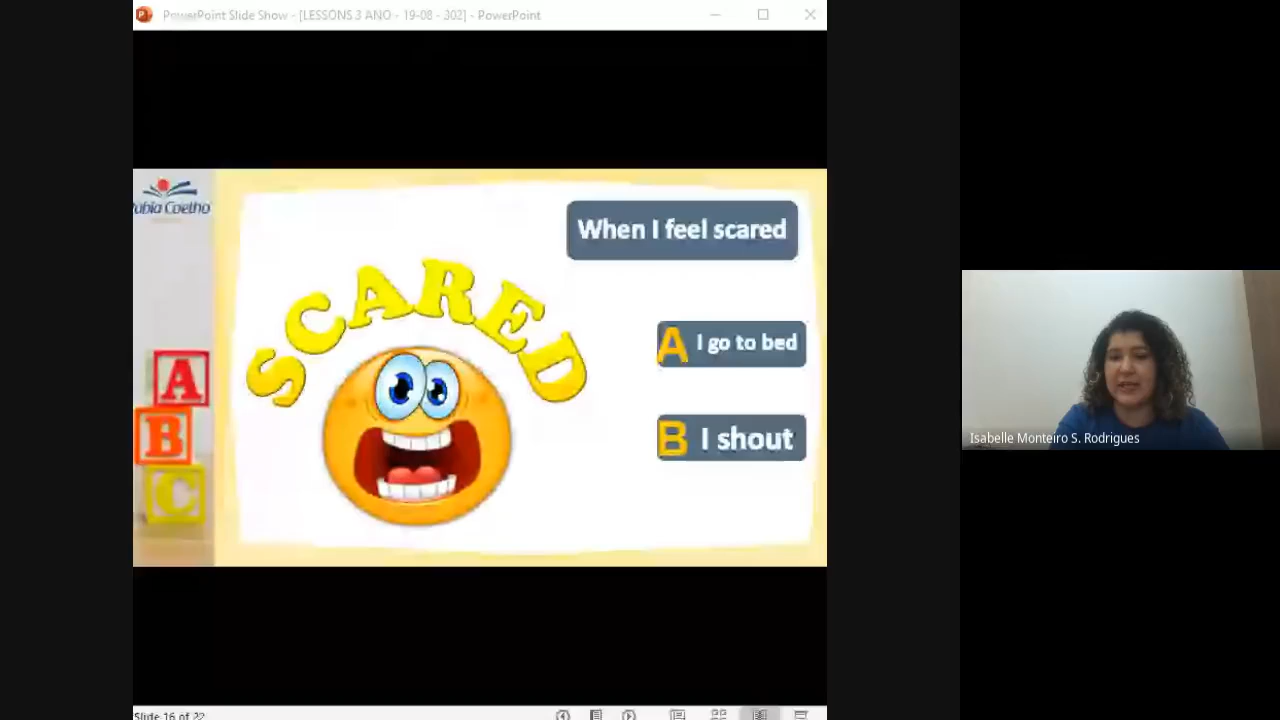 PowerPoint Slide Show - [LESSONS 3 ANO - 19-08 - 302] - PowerPoint
Coelho
When I feel scared
SCARED
A I go to bed
B I shout
A
B
C
Isabelle Monteiro S. Rodrigues
Slide 16 of 22